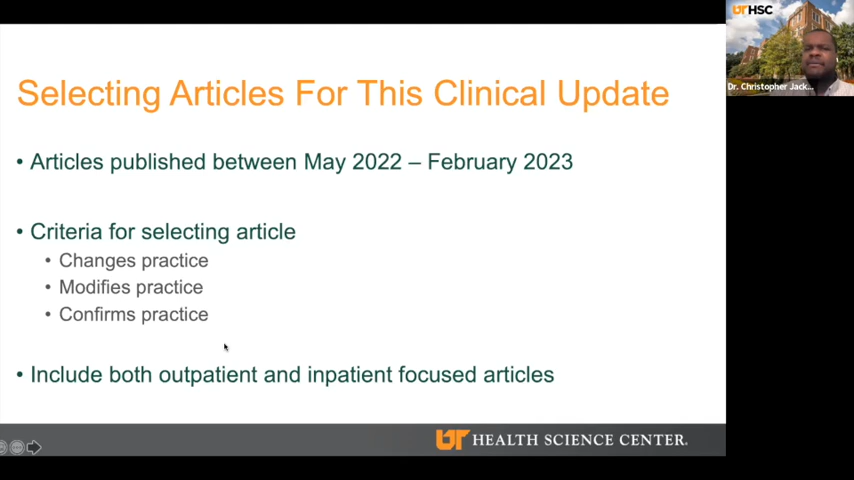 Selecting Articles For This Clinical Update
• Articles published between May 2022 – February 2023
• Criteria for selecting article
• Changes practice
• Modifies practice
• Confirms practice
• Include both outpatient and inpatient focused articles
UT HEALTH SCIENCE CENTER.
UTHSC
Dr. Christopher Jack...